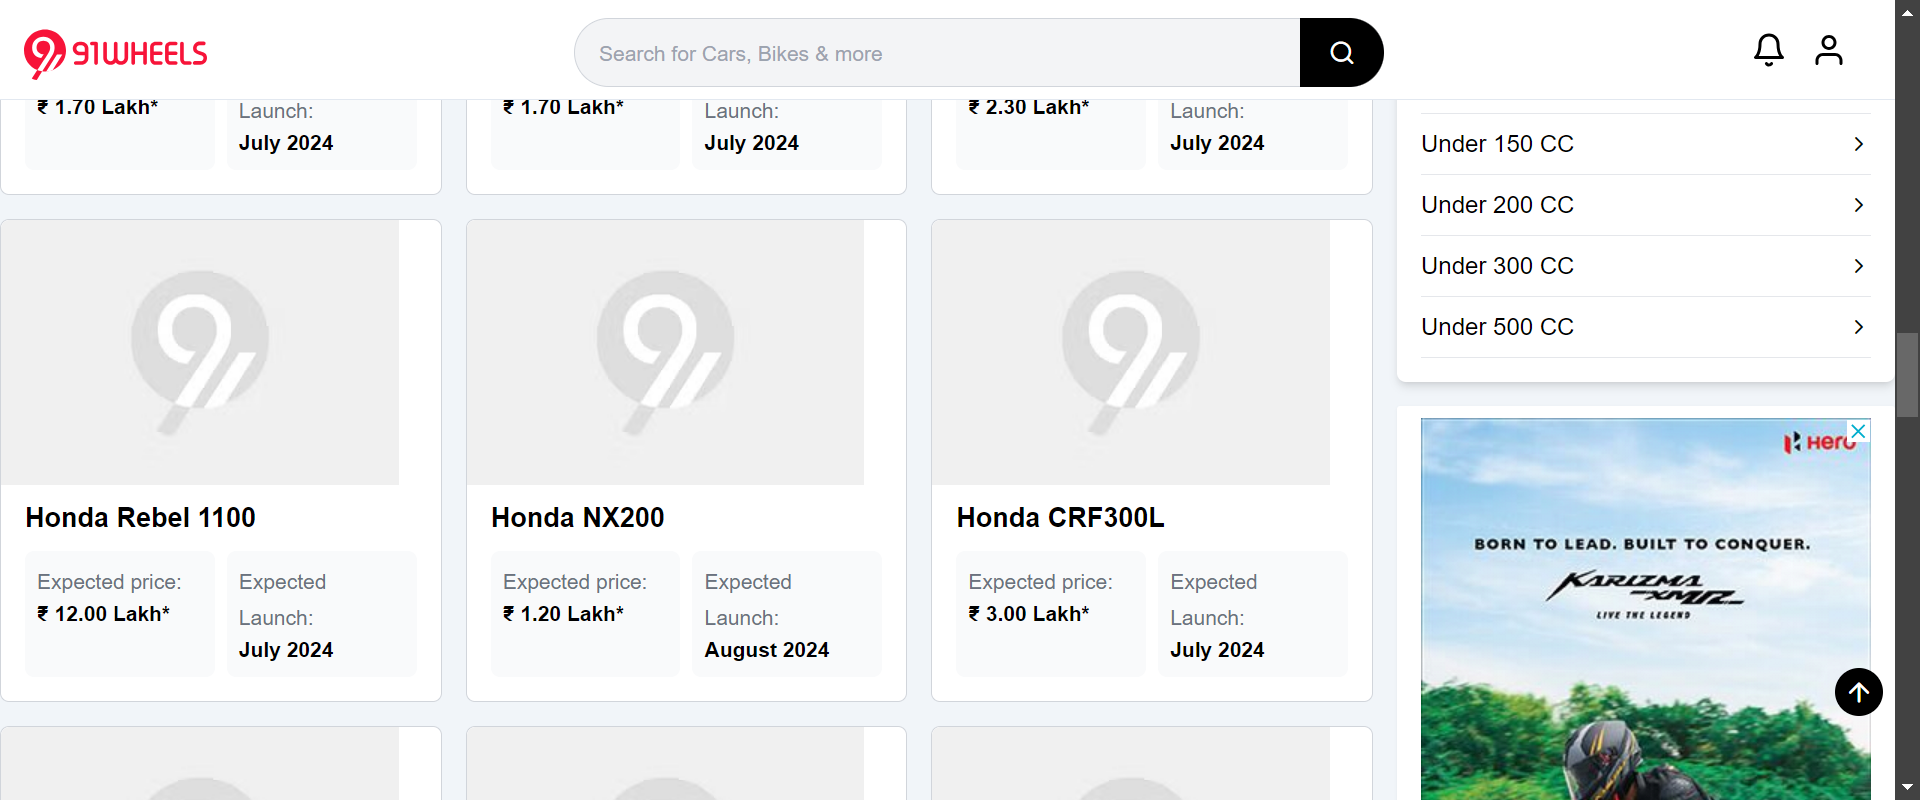 91WHEELS
Search for Cars, Bikes & more
₹ 1.70 Lakh*
Launch:
July 2024
₹ 1.70 Lakh*
Launch:
July 2024
₹ 2.30 Lakh*
Launch:
July 2024
Honda Rebel 1100
Expected price:
₹ 12.00 Lakh*
Expected
Launch:
July 2024
Honda NX200
Expected price:
₹ 1.20 Lakh*
Expected
Launch:
August 2024
Honda CRF300L
Expected price:
₹ 3.00 Lakh*
Expected
Launch:
July 2024
Under 150 CC
Under 200 CC
Under 300 CC
Under 500 CC
Hero
BORN TO LEAD. BUILT TO CONQUER.
KARIZMA
XMR
LIVE THE LEGEND